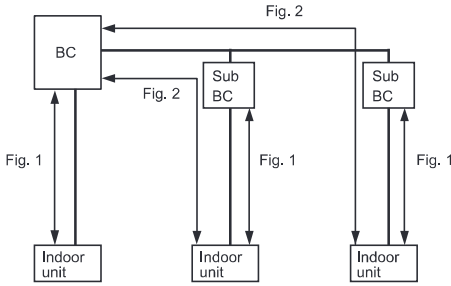 Fig. 2
BC
Sub
BC
Sub
BC
Fig. 2
Fig. 1
Fig. 1
Fig. 1
Indoor
unit
Indoor
unit
Indoor
unit